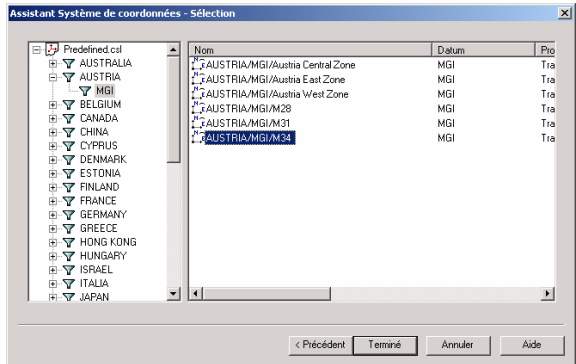 Assistant Système de coordonnées - Sélection
Predefined.csl
AUSTRALIA
AUSTRIA
MGI
BELGIUM
CANADA
CHINA
CYPRUS
DENMARK
ESTONIA
FINLAND
FRANCE
GERMANY
GREECE
HONG KONG
HUNGARY
ISRAEL
ITALIA
JAPAN
Nom Datum Pro
AUSTRIA/MGI/Austria Central Zone MGI Tra
AUSTRIA/MGI/Austria East Zone MGI Tra
AUSTRIA/MGI/Austria West Zone MGI Tra
AUSTRIA/MGI/M28 MGI Tra
AUSTRIA/MGI/M31 MGI Tra
AUSTRIA/MGI/M34 MGI Tra
< Précédent Terminé Annuler Aide